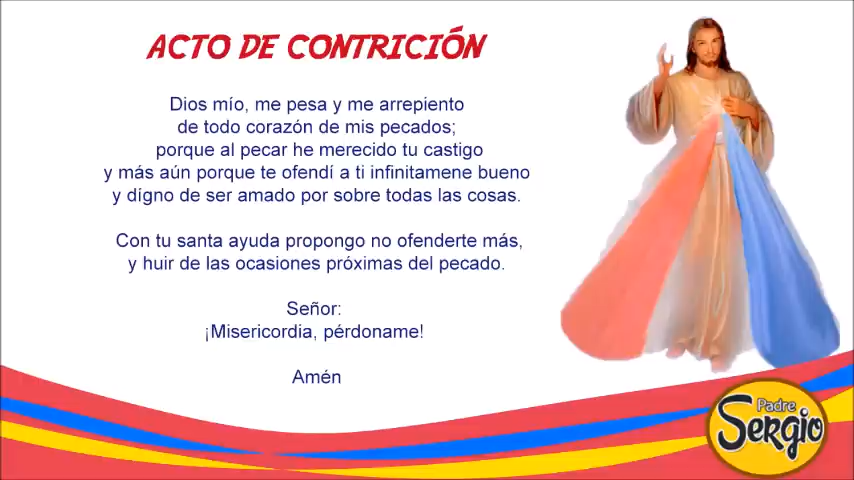 ACTO DE CONTRICIÓN
Dios mío, me pesa y me arrepiento
de todo corazón de mis pecados;
porque al pecar he merecido tu castigo
y más aún porque te ofendí a ti infinitamene bueno
y dígno de ser amado por sobre todas las cosas.
Con tu santa ayuda propongo no ofenderte más,
y huir de las ocasiones próximas del pecado.
Señor:
¡Misericordia, pérdoname!
Amén
Padre
Sergio